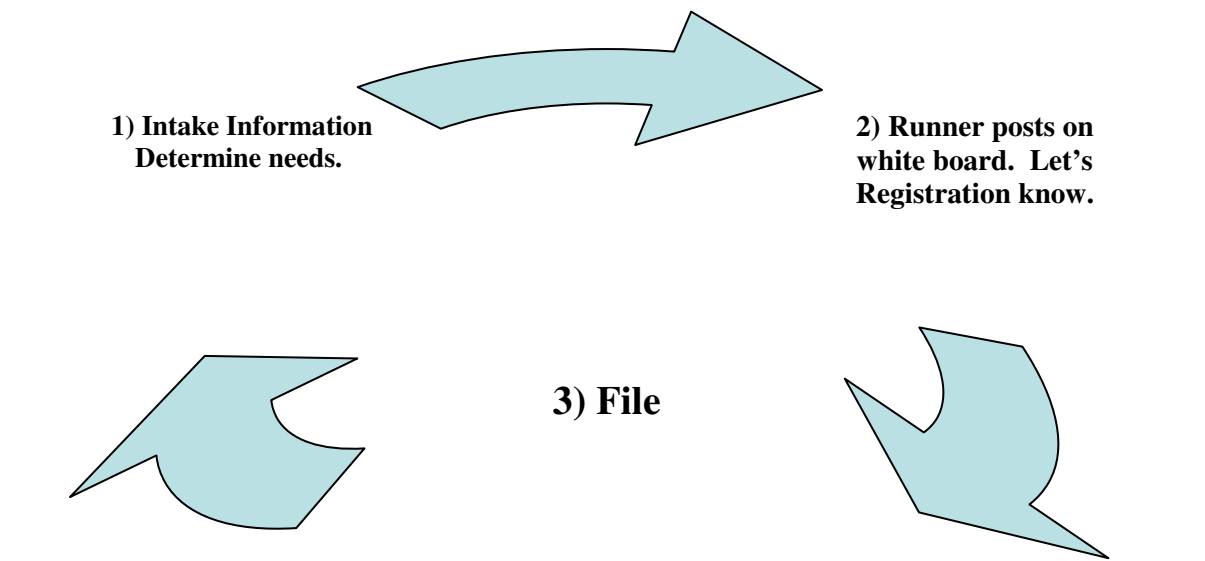 1) Intake Information
Determine needs.
2) Runner posts on
white board.  Let’s
Registration know.
3) File